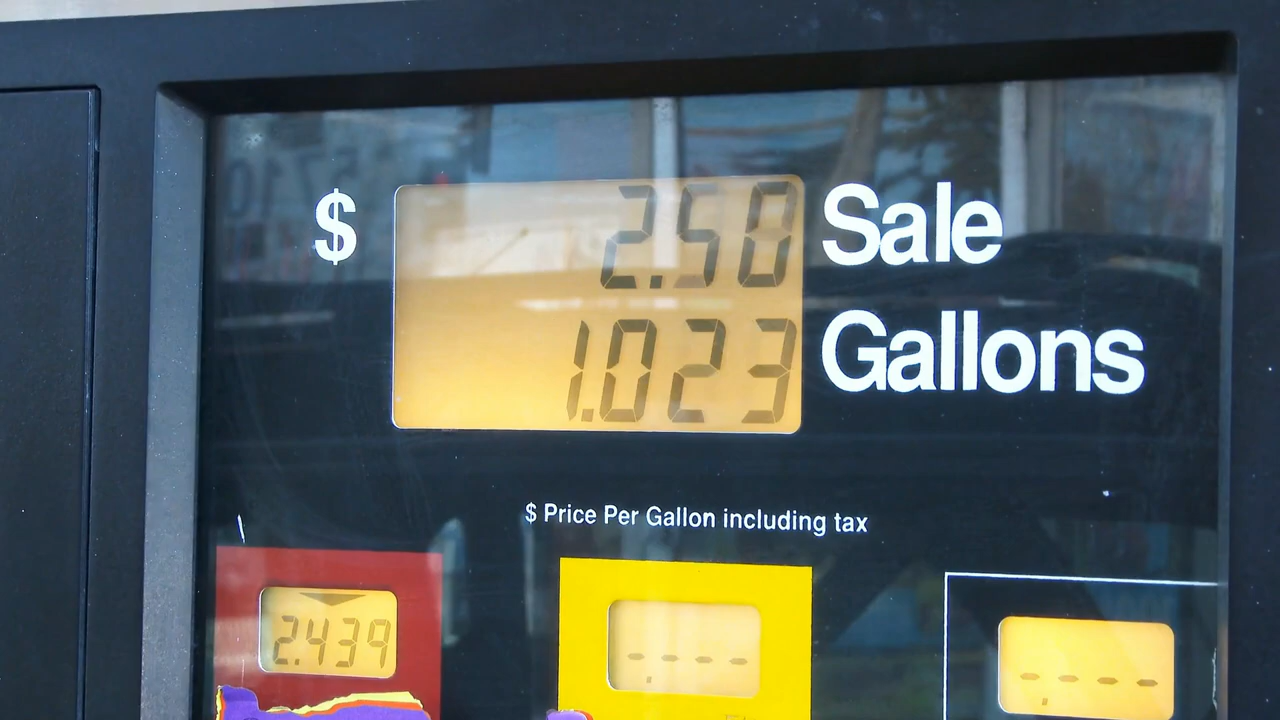 $ 2.50 Sale
1.023 Gallons
$ Price Per Gallon including tax
2.439
-.---
-.---